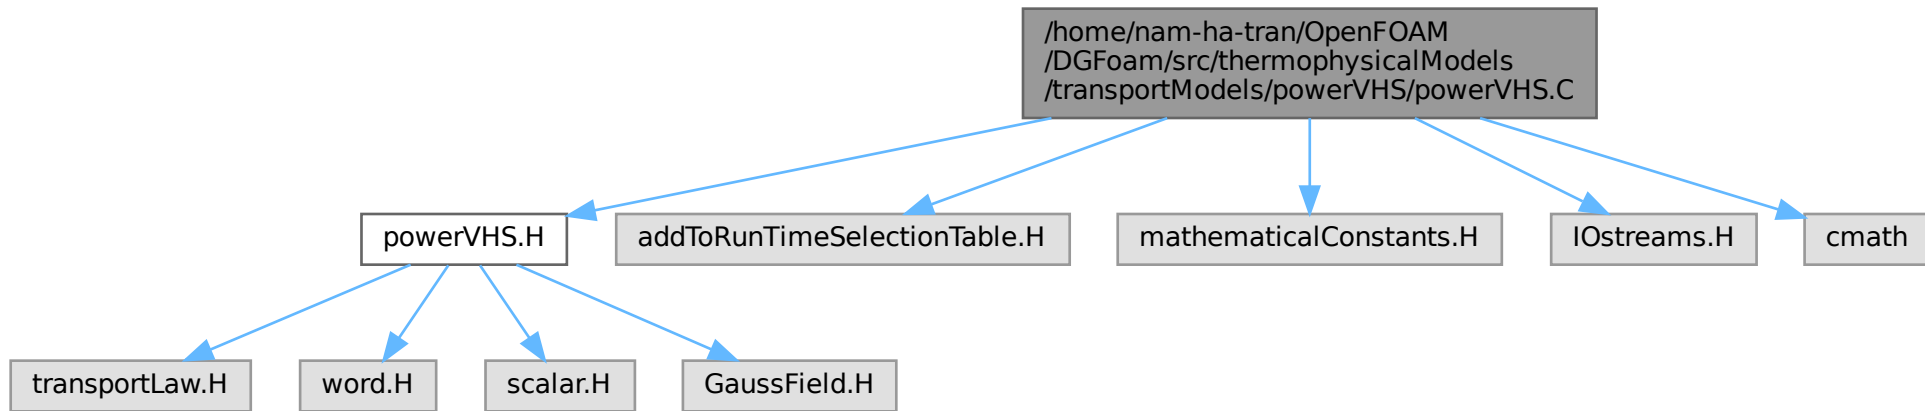 /home/nam-ha-tran/OpenFOAM
/DGFoam/src/thermophysicalModels
/transportModels/powerVHS/powerVHS.C
powerVHS.H
addToRunTimeSelectionTable.H
mathematicalConstants.H
IOstreams.H
cmath
transportLaw.H
word.H
scalar.H
GaussField.H